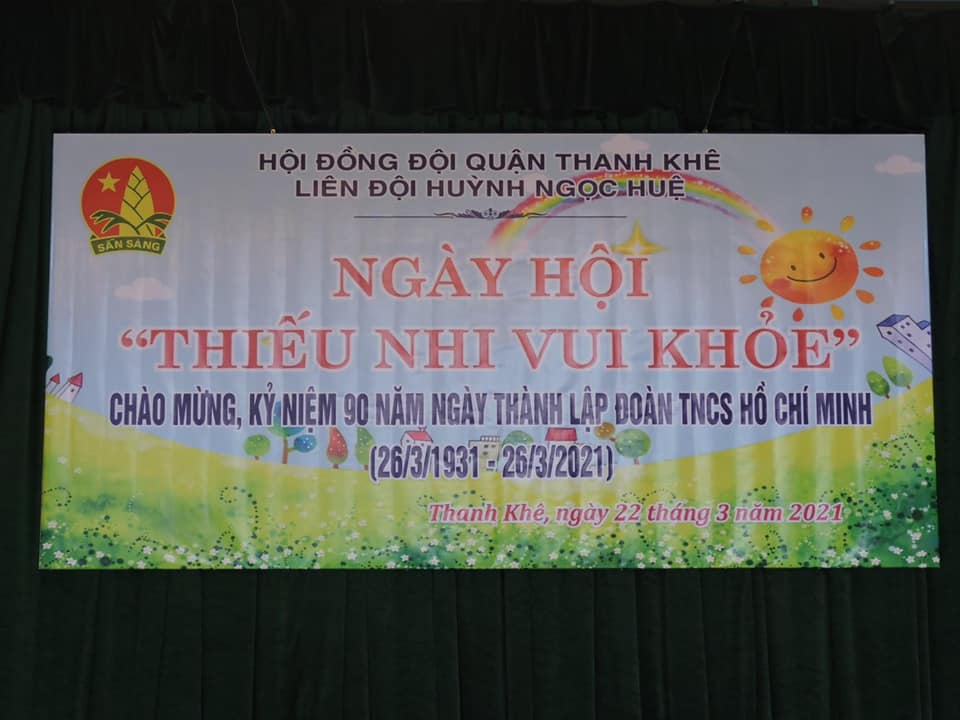 HỘI ĐỒNG ĐỘI QUẬN THANH KHÊ
LIÊN ĐỘI HUỲNH NGỌC HUỆ
SẴN SÀNG
NGÀY HỘI
“THIẾU NHI VUI KHỎE”
CHÀO MỪNG, KỶ NIỆM 90 NĂM NGÀY THÀNH LẬP ĐOÀN TNCS HỒ CHÍ MINH
(26/3/1931 - 26/3/2021)
Thanh Khê, ngày 22 tháng 3 năm 2021